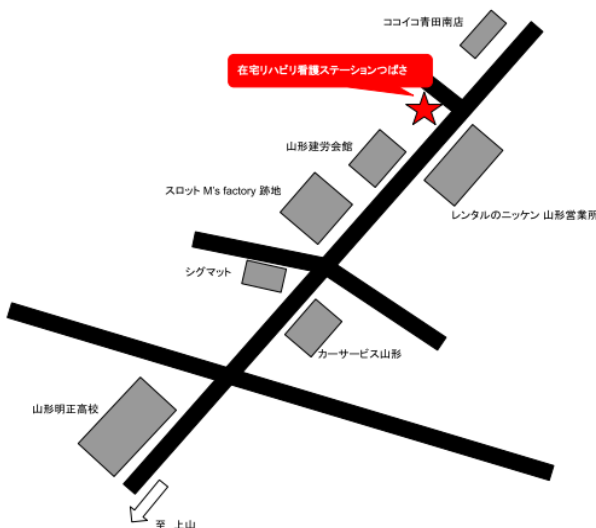 ココイコ青田南店
在宅リハビリ看護ステーションつばさ
山形建労会館
スロット M's factory 跡地
レンタルのニッケン 山形営業所
シグマット
カーサービス山形
山形明正高校
至 上山